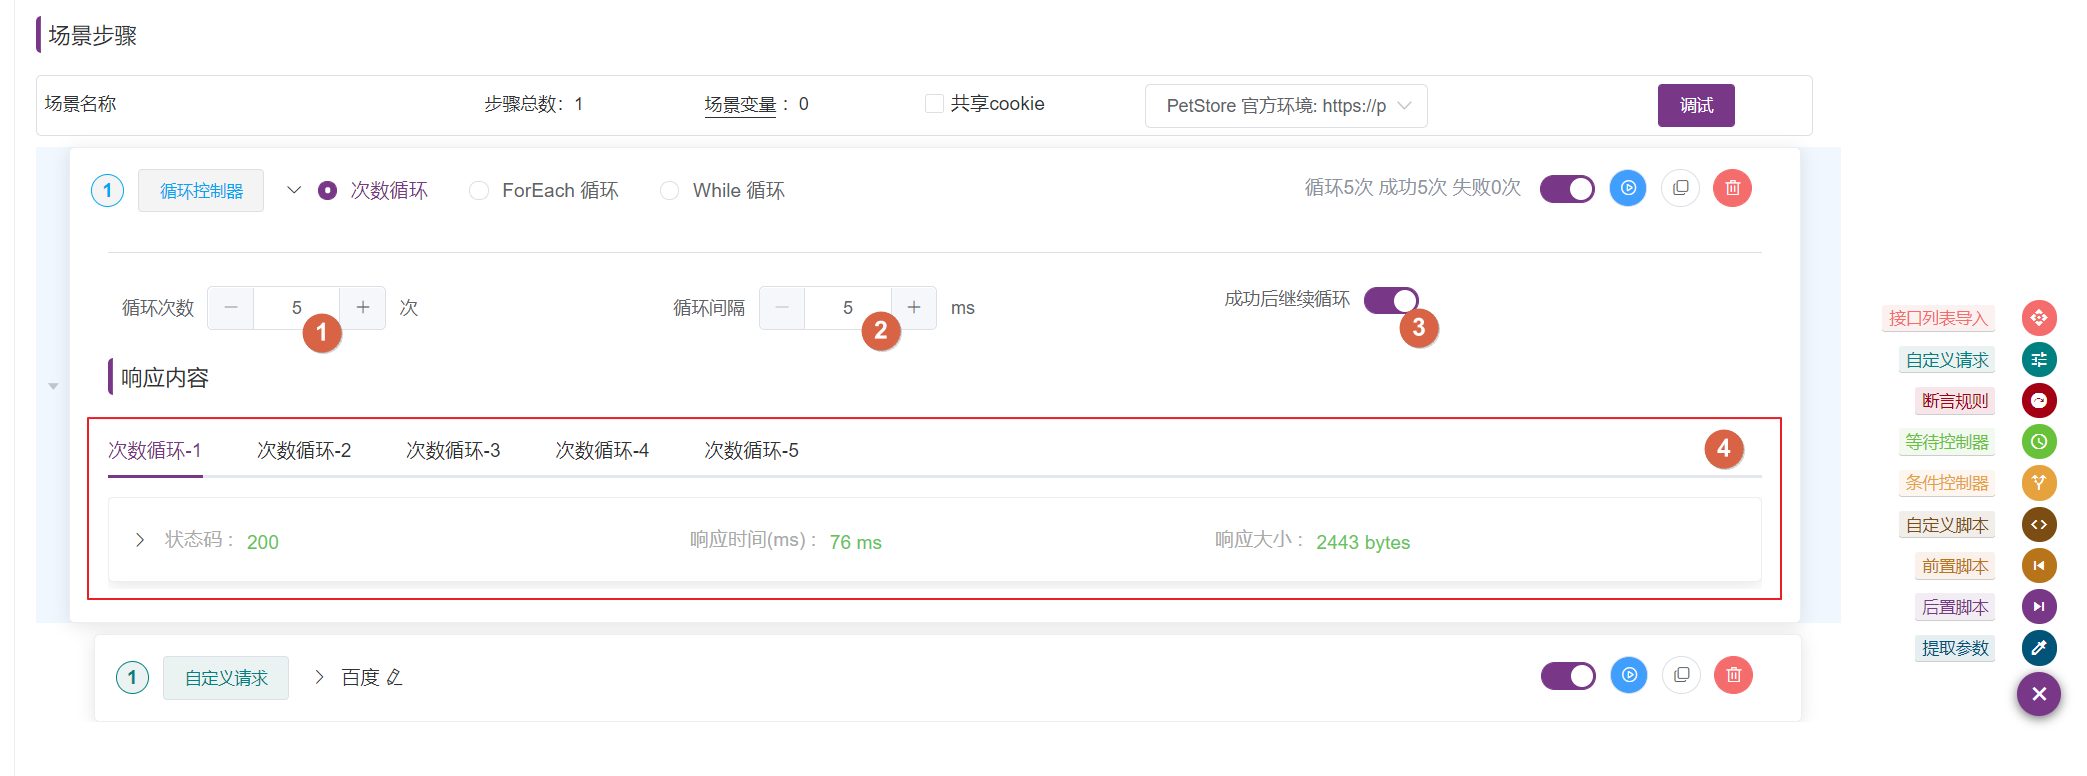 场景步骤
场景名称 步骤总数：1 场景变量：0 共享cookie PetStore 官方环境: https://p 调试
1 循环控制器 次数循环 ForEach 循环 While 循环 循环5次 成功5次 失败0次
循环次数 5 次 循环间隔 5 ms 成功后继续循环
1 2 3
响应内容
次数循环-1 次数循环-2 次数循环-3 次数循环-4 次数循环-5 4
状态码： 200 响应时间(ms)： 76 ms 响应大小： 2443 bytes
1 自定义请求 百度
接口列表导入
自定义请求
断言规则
等待控制器
条件控制器
自定义脚本
前置脚本
后置脚本
提取参数